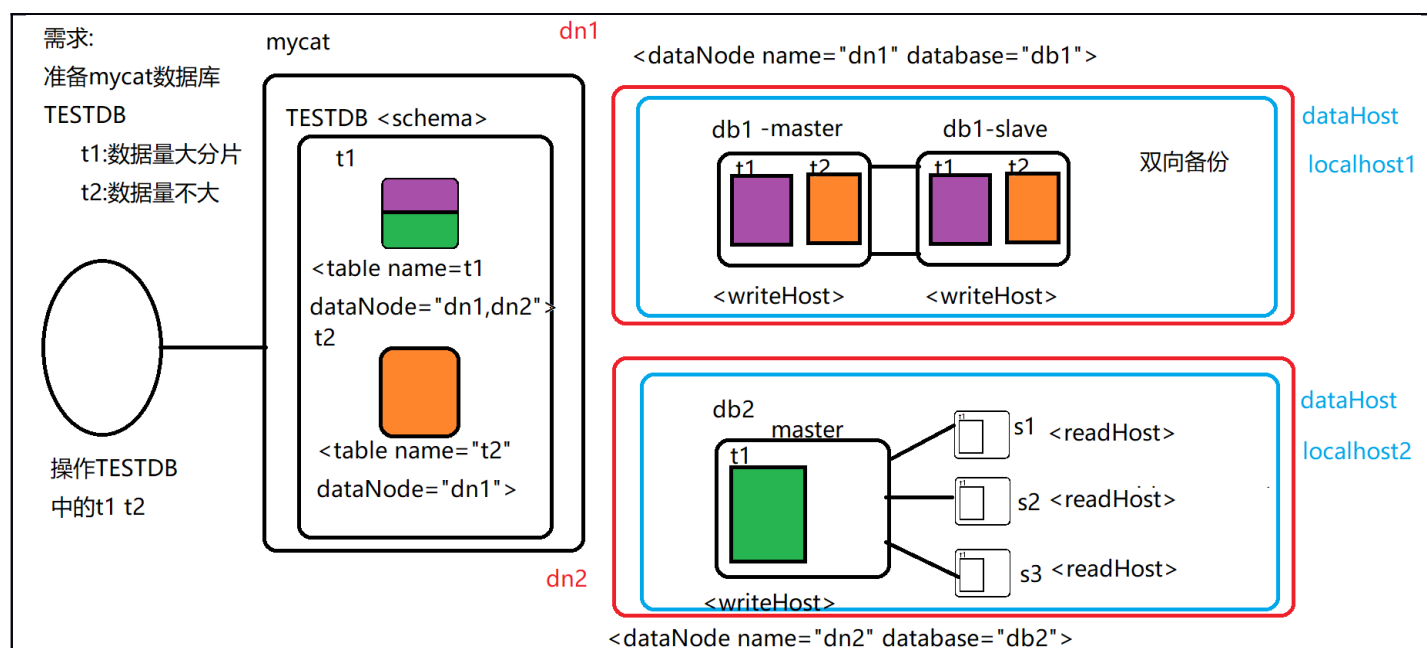 需求:
准备mycat数据库
TESTDB
t1:数据量大分片
t2:数据量不大
操作TESTDB
中的t1 t2
mycat
TESTDB <schema>
t1
<table name=t1
dataNode="dn1,dn2">
t2
<table name="t2"
dataNode="dn1">
dn1
<dataNode name="dn1" database="db1">
db1 -master
t1 t2
<writeHost>
db1-slave
t1 t2
<writeHost>
双向备份
dataHost
localhost1
db2
master
t1
<writeHost>
t1
s1 <readHost>
t1
s2 <readHost>
t1
s3 <readHost>
dataHost
localhost2
dn2
<dataNode name="dn2" database="db2">